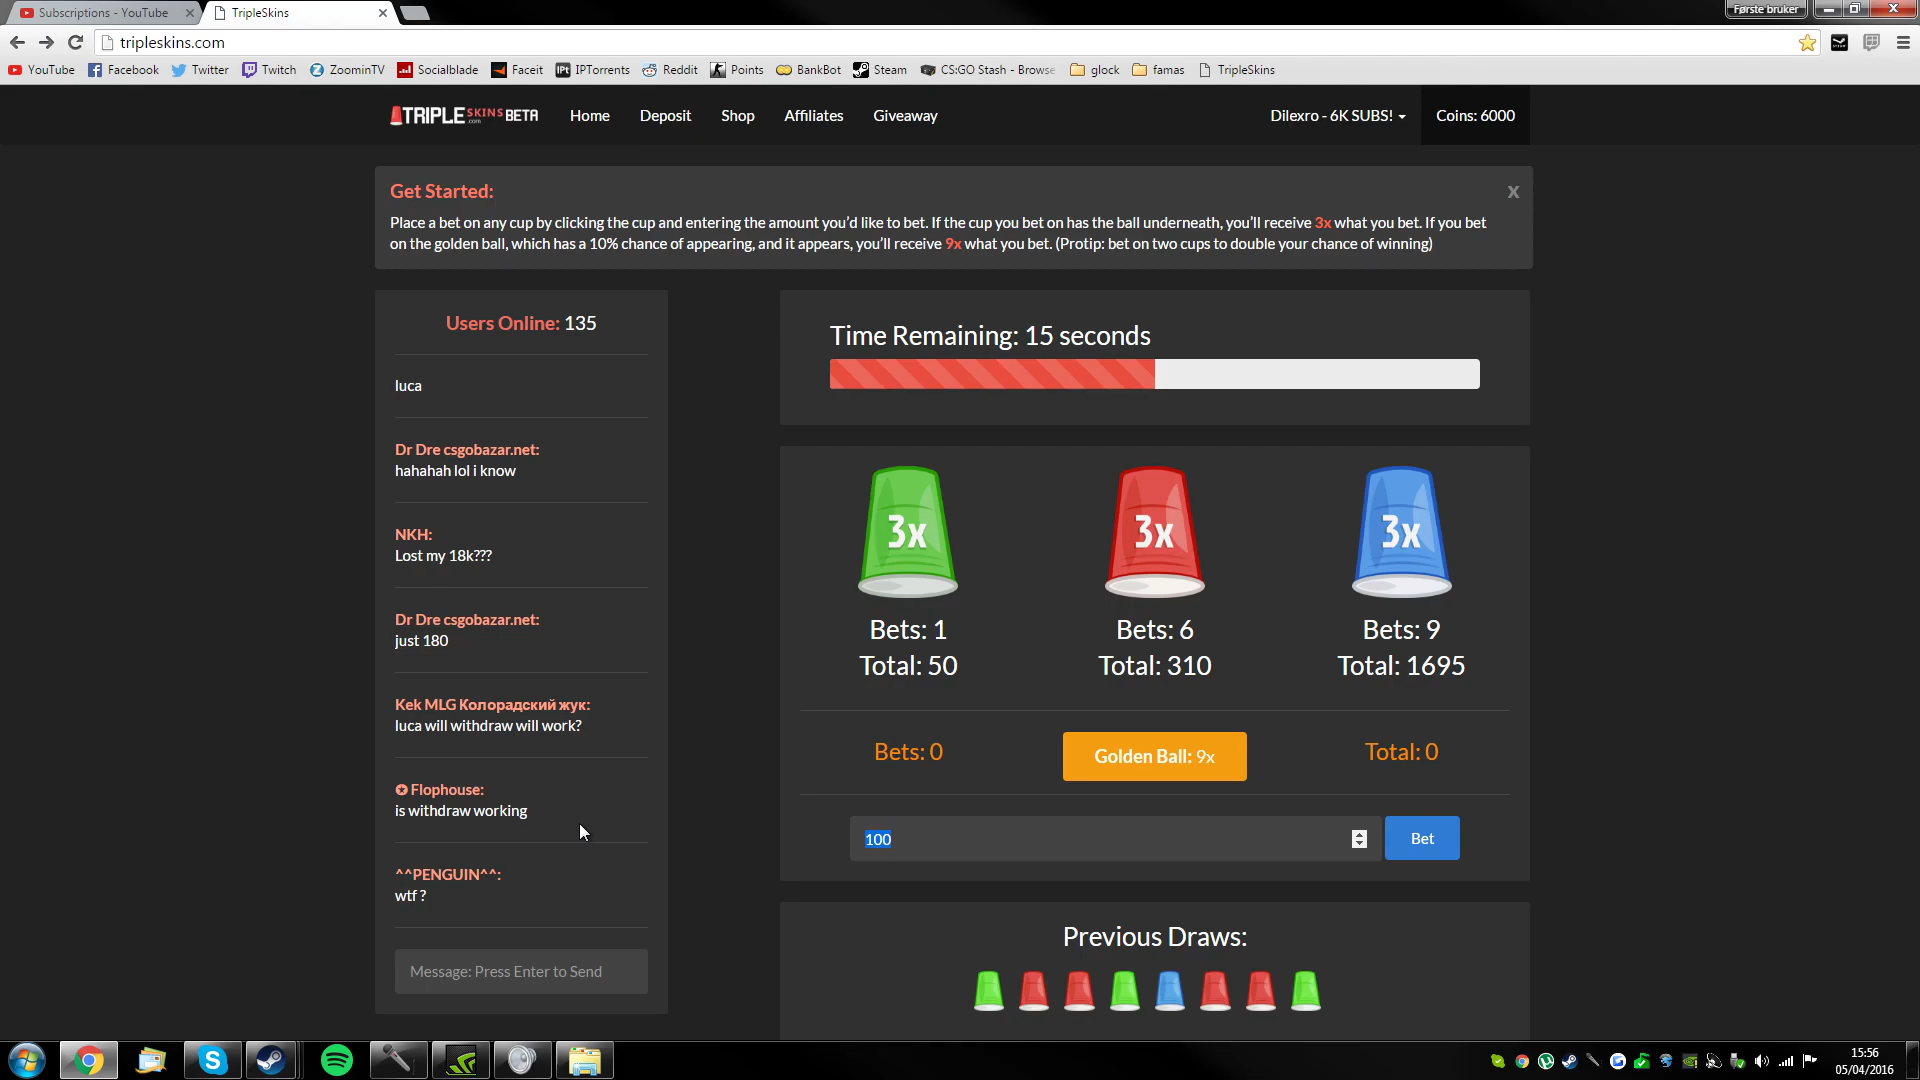 Subscriptions - YouTube
TripleSkins
Første bruker
tripleskins.com
YouTube
Facebook
Twitter
Twitch
ZoominTV
Socialblade
Faceit
IPTorrents
Reddit
Points
BankBot
Steam
CS:GO Stash - Browse
glock
famas
TripleSkins
TRIPLE SKINS .com BETA
Home
Deposit
Shop
Affiliates
Giveaway
Dilexro - 6K SUBS!
Coins: 6000
Get Started:
x
Place a bet on any cup by clicking the cup and entering the amount you'd like to bet. If the cup you bet on has the ball underneath, you'll receive 3x what you bet. If you bet
on the golden ball, which has a 10% chance of appearing, and it appears, you'll receive 9x what you bet. (Protip: bet on two cups to double your chance of winning)
Users Online: 135
luca
Dr Dre csgobazar.net:
hahahah lol i know
NKH:
Lost my 18k???
Dr Dre csgobazar.net:
just 180
Kek MLG Колорадский жук:
luca will withdraw will work?
Flophouse:
is withdraw working
^^PENGUIN^^:
wtf ?
Message: Press Enter to Send
Time Remaining: 15 seconds
3x
3x
3x
Bets: 1
Bets: 6
Bets: 9
Total: 50
Total: 310
Total: 1695
Bets: 0
Golden Ball: 9x
Total: 0
100
Bet
Previous Draws:
15:56
05/04/2016